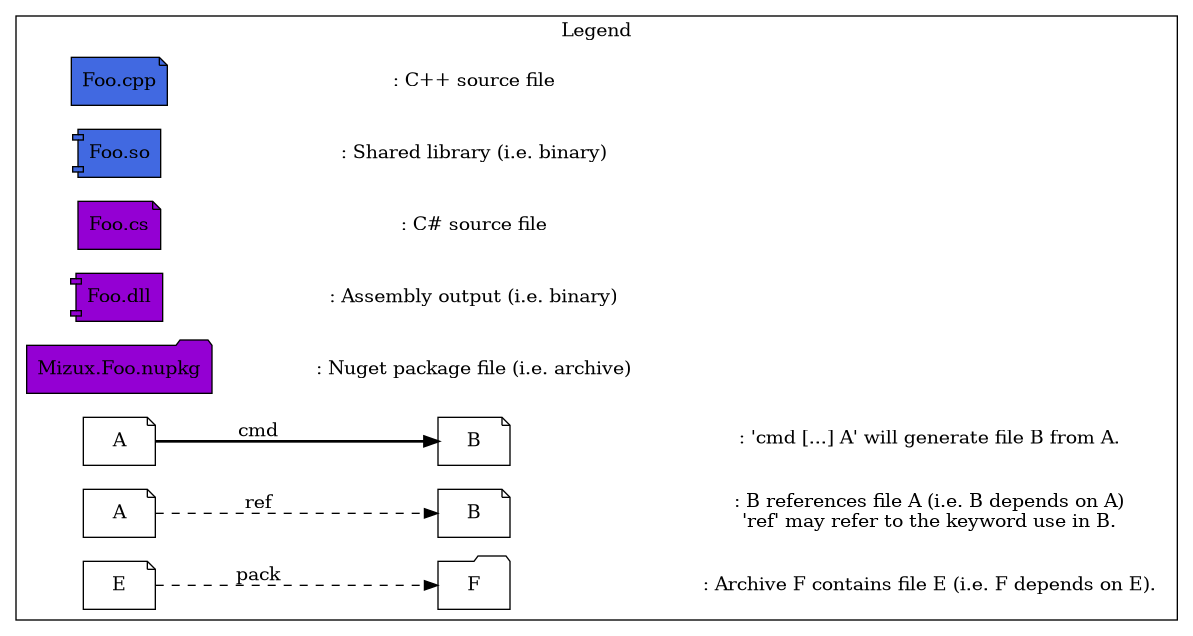 Legend
Foo.cpp : C++ source file
Foo.so : Shared library (i.e. binary)
Foo.cs : C# source file
Foo.dll : Assembly output (i.e. binary)
Mizux.Foo.nupkg : Nuget package file (i.e. archive)
A cmd B : 'cmd [...] A' will generate file B from A.
A ref B : B references file A (i.e. B depends on A)
'ref' may refer to the keyword use in B.
E pack F : Archive F contains file E (i.e. F depends on E).